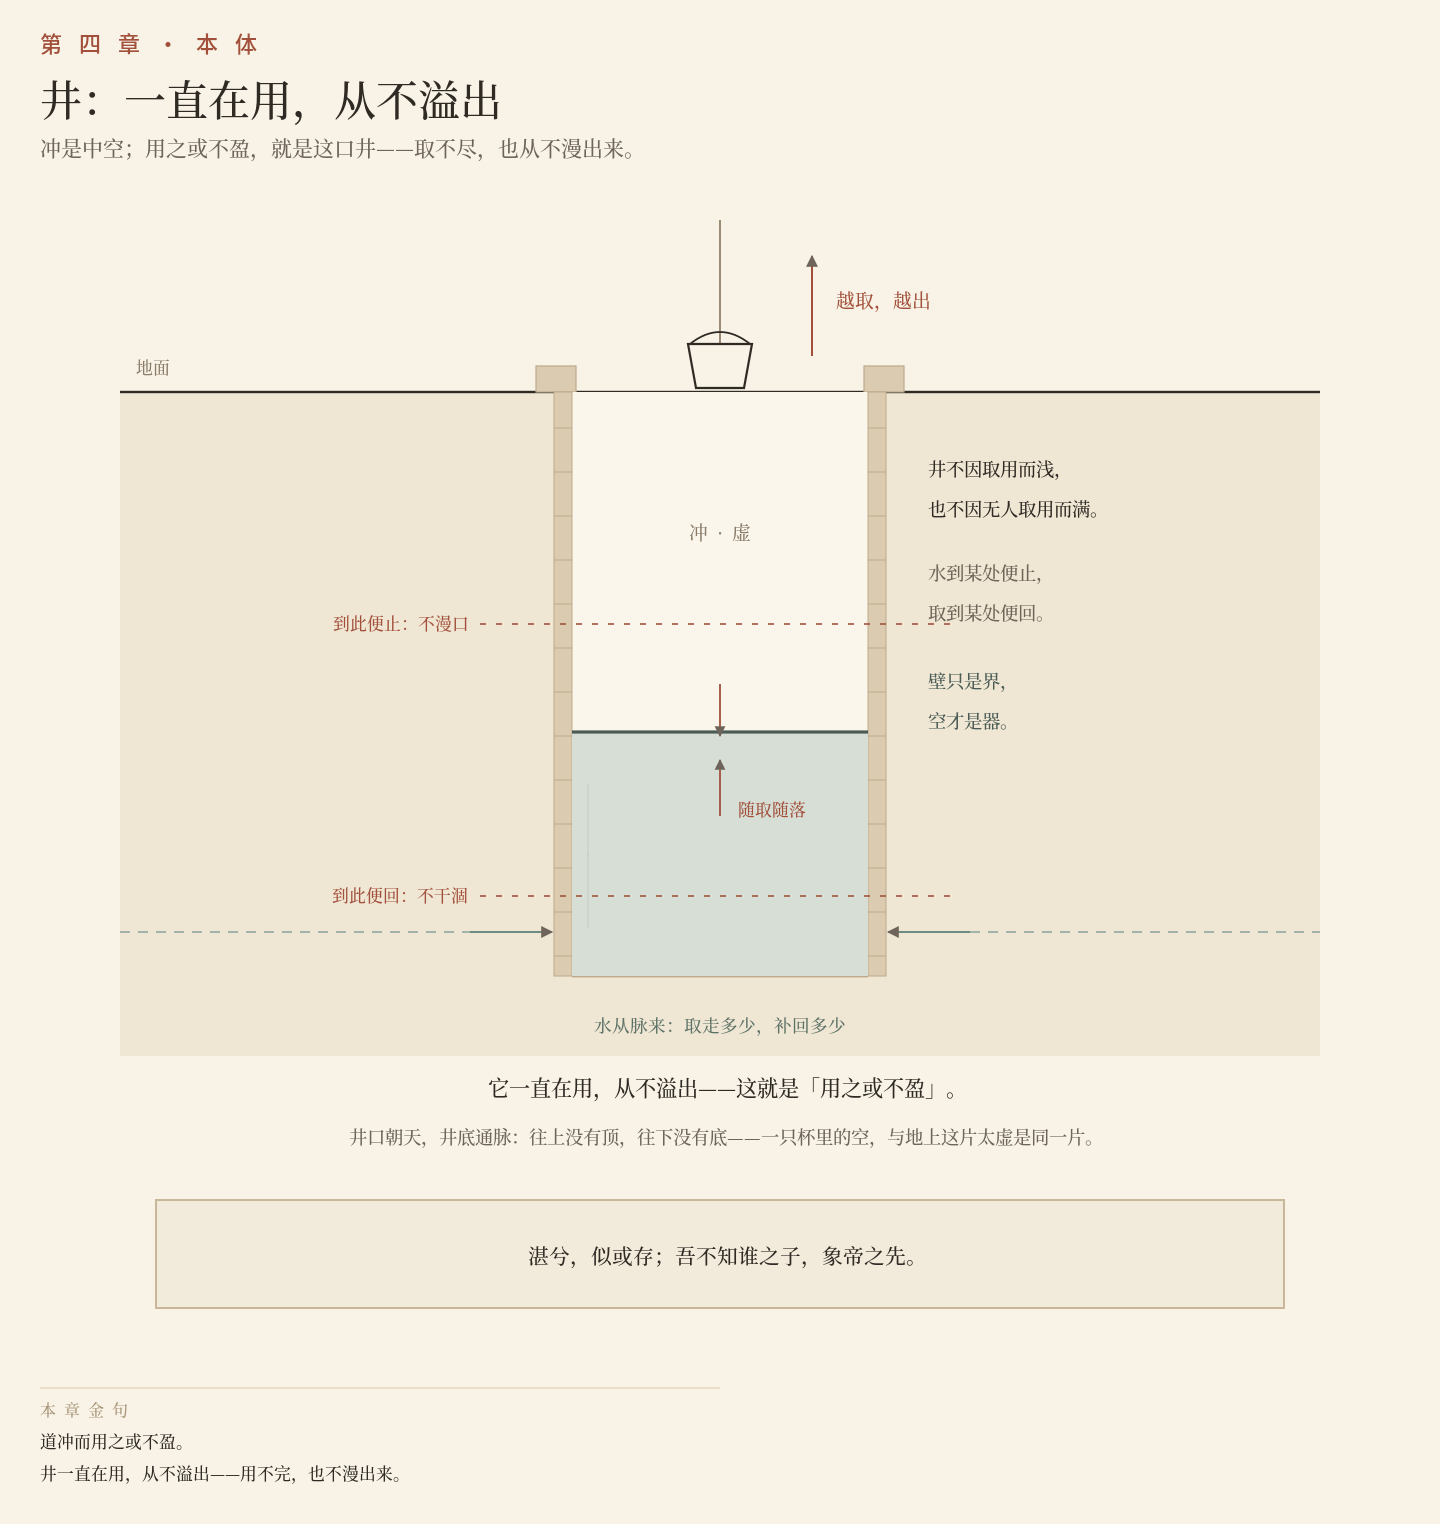 第四章·本体
井：一直在用，从不溢出
冲是中空；用之或不盈，就是这口井——取不尽，也从不漫出来。
越取，越出
地面
井不因取用而浅，
也不因无人取用而满。
冲·虚
水到某处便止，
取到某处便回。
到此便止：不漫口
壁只是界，
空才是器。
随取随落
到此便回：不干涸
水从脉来：取走多少，补回多少
它一直在用，从不溢出——这就是「用之或不盈」。
井口朝天，井底通脉：往上没有顶，往下没有底——一只杯里的空，与地上这片太虚是同一片。
湛兮，似或存；吾不知谁之子，象帝之先。
本章金句
道冲而用之或不盈。
井一直在用，从不溢出——用不完，也不漫出来。